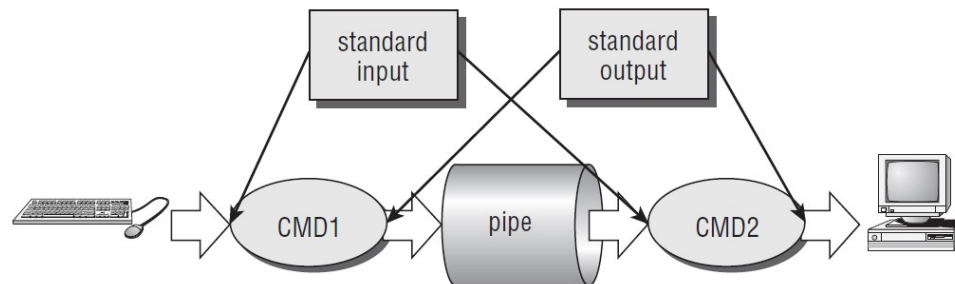 standard
input
standard
output
CMD1
pipe
CMD2